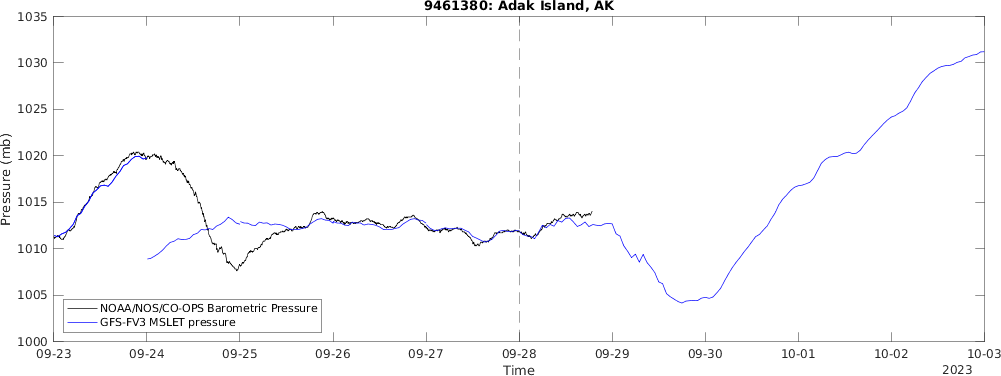 9461380: Adak Island, AK
Pressure (mb)
1035
1030
1025
1020
1015
1010
1005
1000
NOAA/NOS/CO-OPS Barometric Pressure
GFS-FV3 MSLET pressure
09-23 09-24 09-25 09-26 09-27 09-28 09-29 09-30 10-01 10-02 10-03
Time
2023